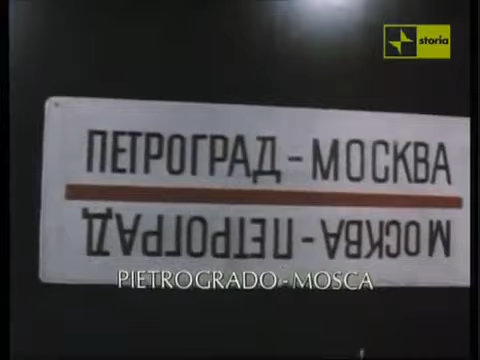 storia
ПЕТРОГРАД-МОСКВА
МОСКВА-ПЕТРОГРАД
PIETROGRADO-MOSCA